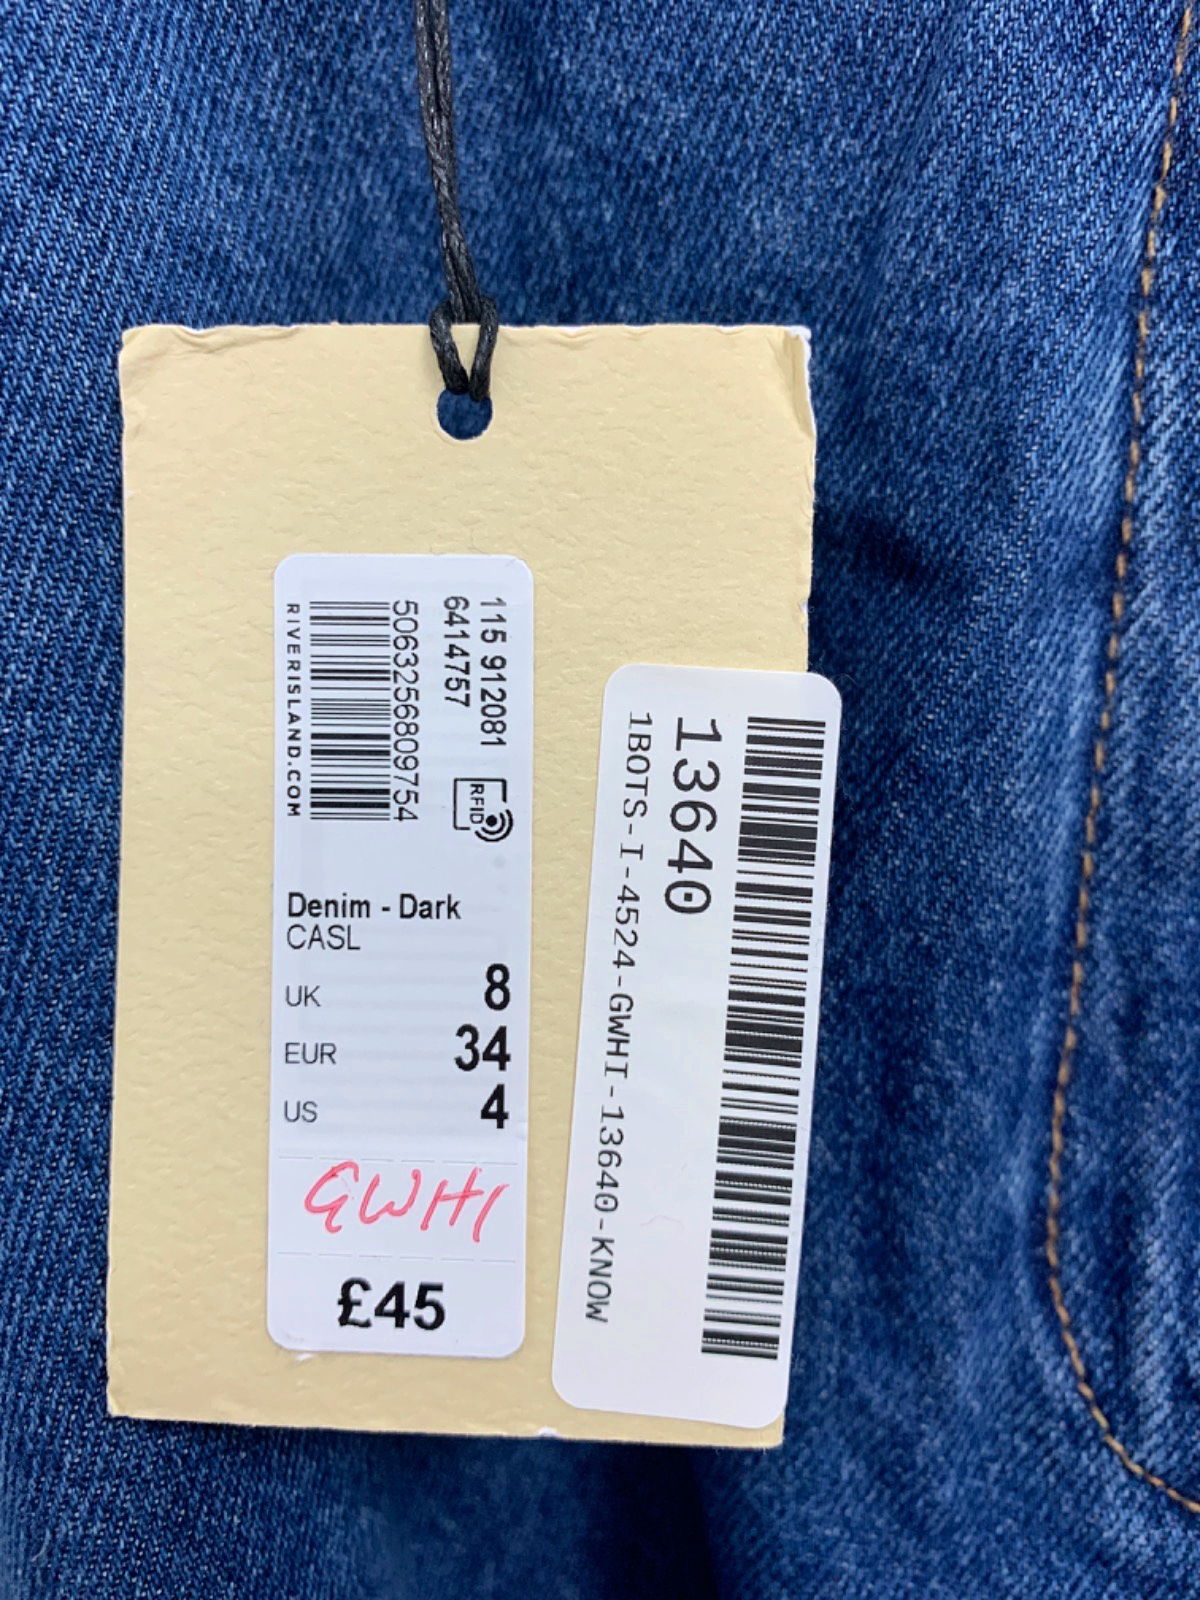 115 912081
6414757
RFID
5063256809754
RIVERISLAND.COM
Denim - Dark
CASL
UK 8
EUR 34
US 4
GWHI
£45
13640
1BOTS-I-4524-GWHI-13640-KNOW